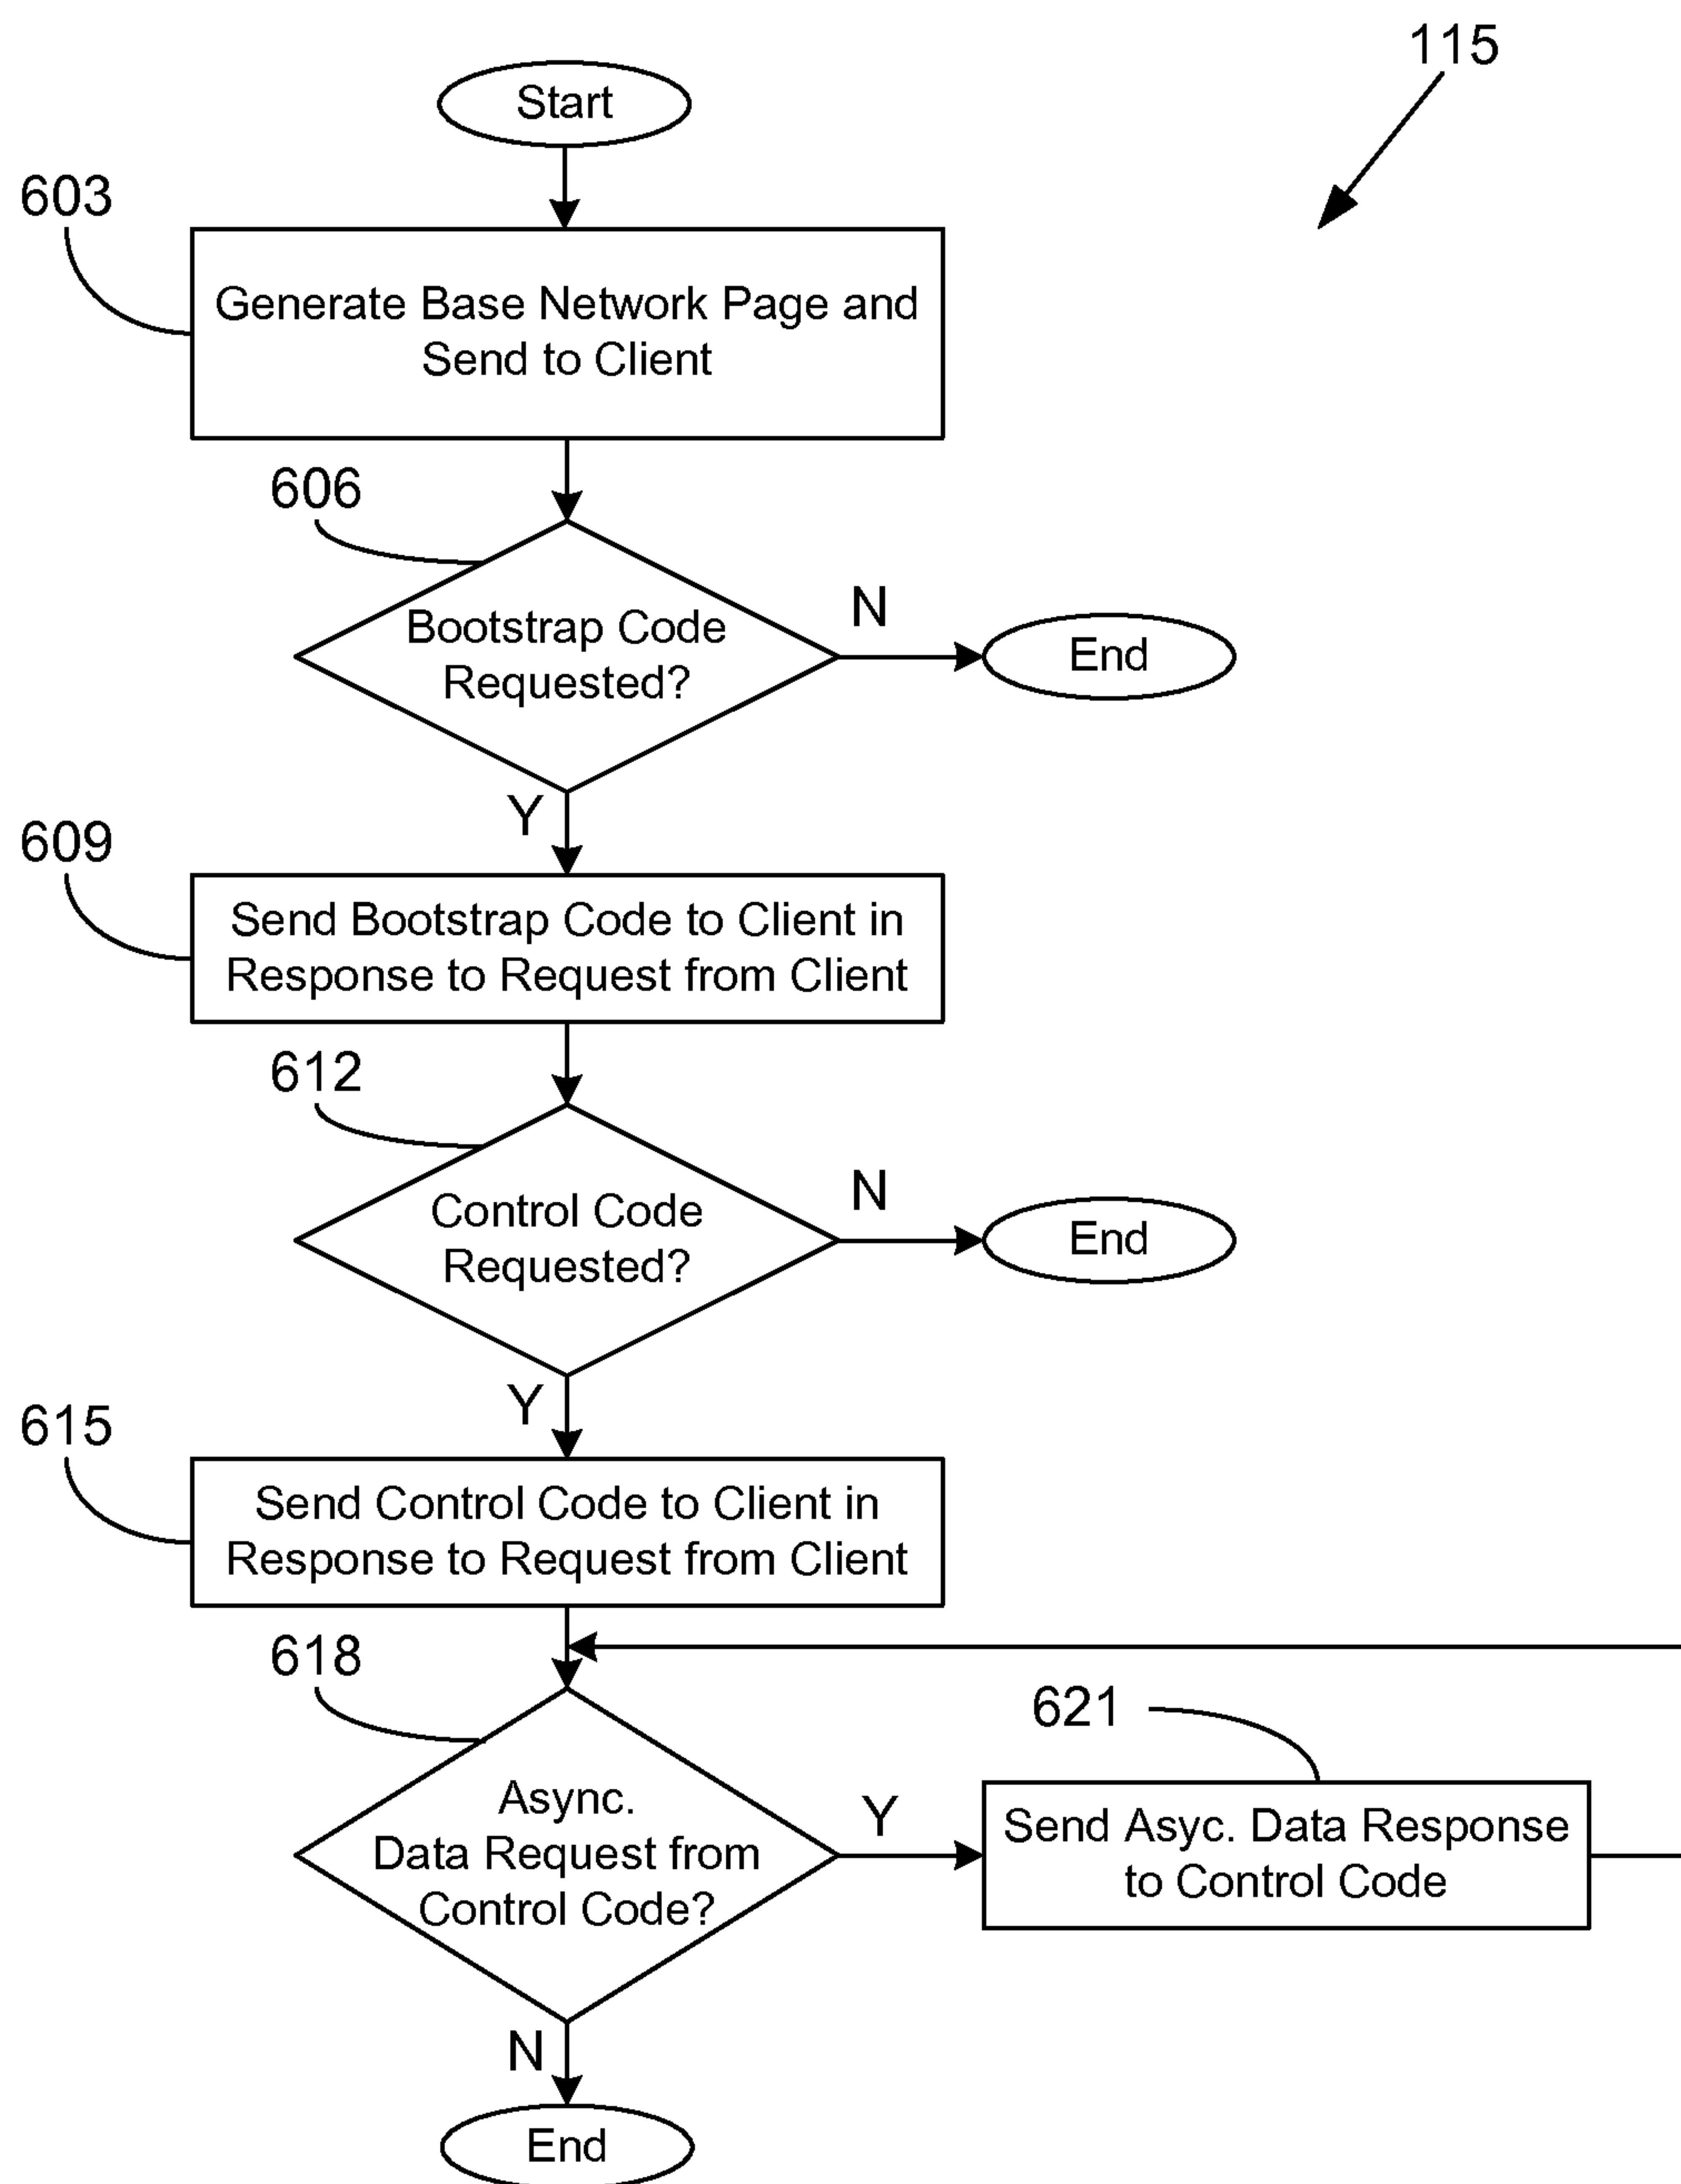 115
Start
603
Generate Base Network Page and
Send to Client
606
Bootstrap Code
Requested?
N
End
Y
609
Send Bootstrap Code to Client in
Response to Request from Client
612
Control Code
Requested?
N
End
Y
615
Send Control Code to Client in
Response to Request from Client
618
Async.
Data Request from
Control Code?
Y
621
Send Asyc. Data Response
to Control Code
N
End